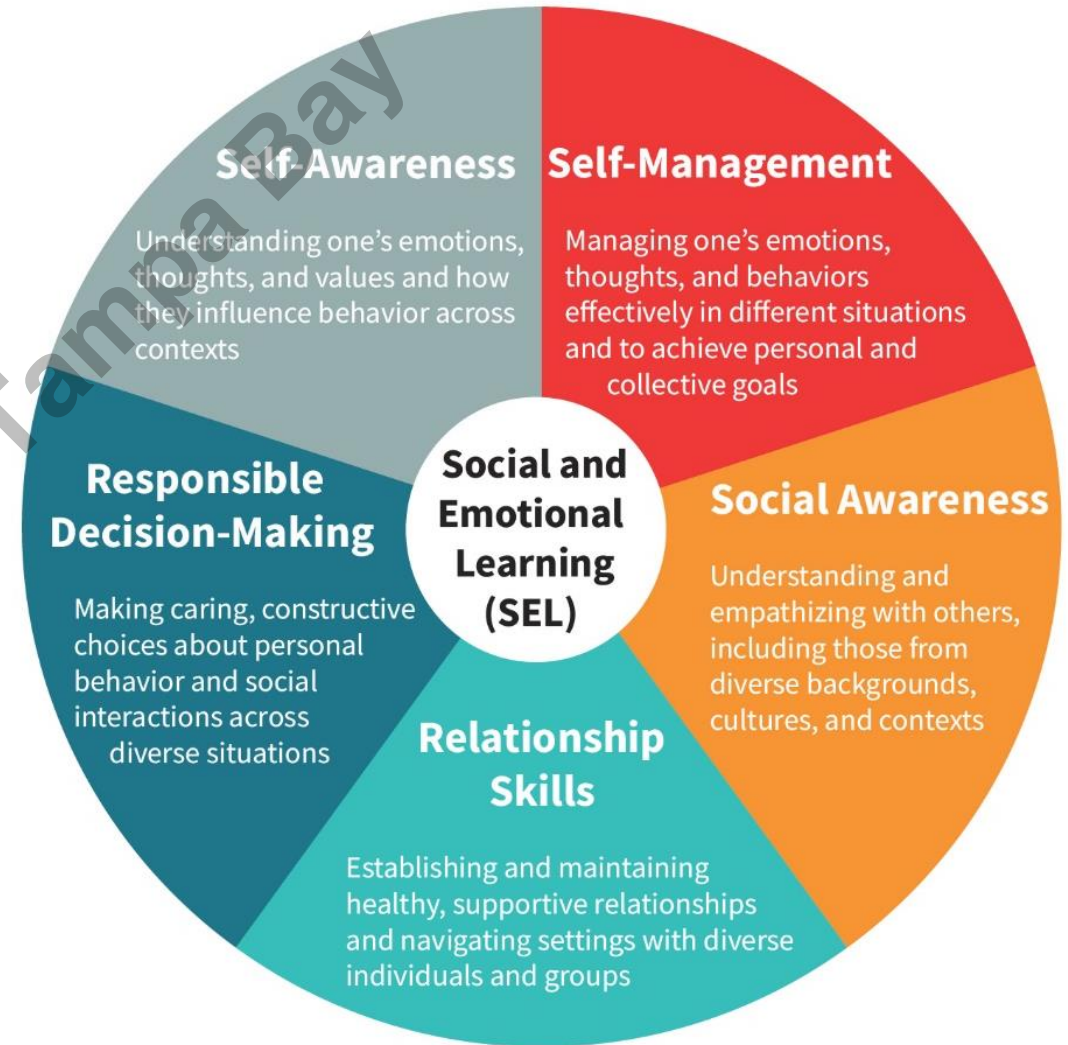 Self-Awareness
Understanding one’s emotions,
thoughts, and values and how
they influence behavior across
contexts
Self-Management
Managing one’s emotions,
thoughts, and behaviors
effectively in different situations
and to achieve personal and
collective goals
Social Awareness
Understanding and
empathizing with others,
including those from
diverse backgrounds,
cultures, and contexts
Relationship
Skills
Establishing and maintaining
healthy, supportive relationships
and navigating settings with diverse
individuals and groups
Responsible
Decision-Making
Making caring, constructive
choices about personal
behavior and social
interactions across
diverse situations
Social and
Emotional
Learning
(SEL)
Tampa Bay